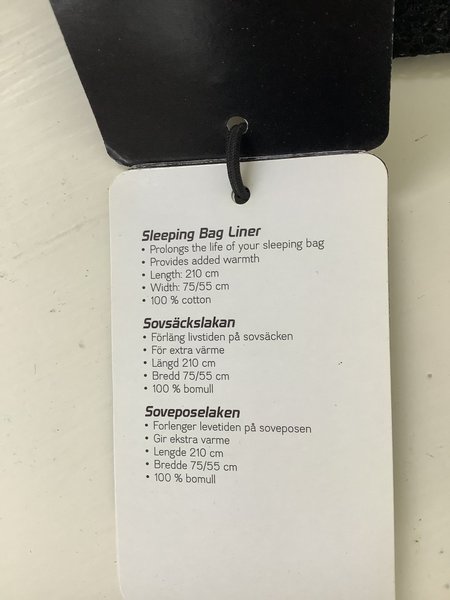 Sleeping Bag Liner
• Prolongs the life of your sleeping bag
• Provides added warmth
• Length: 210 cm
• Width: 75/55 cm
• 100 % cotton
Sovsäckslakan
• Förläng livstiden på sovsäcken
• För extra värme
• Längd 210 cm
• Bredd 75/55 cm
• 100 % bomull
Soveposelaken
• Forlenger levetiden på soveposen
• Gir ekstra varme
• Lengde 210 cm
• Bredde 75/55 cm
• 100 % bomull